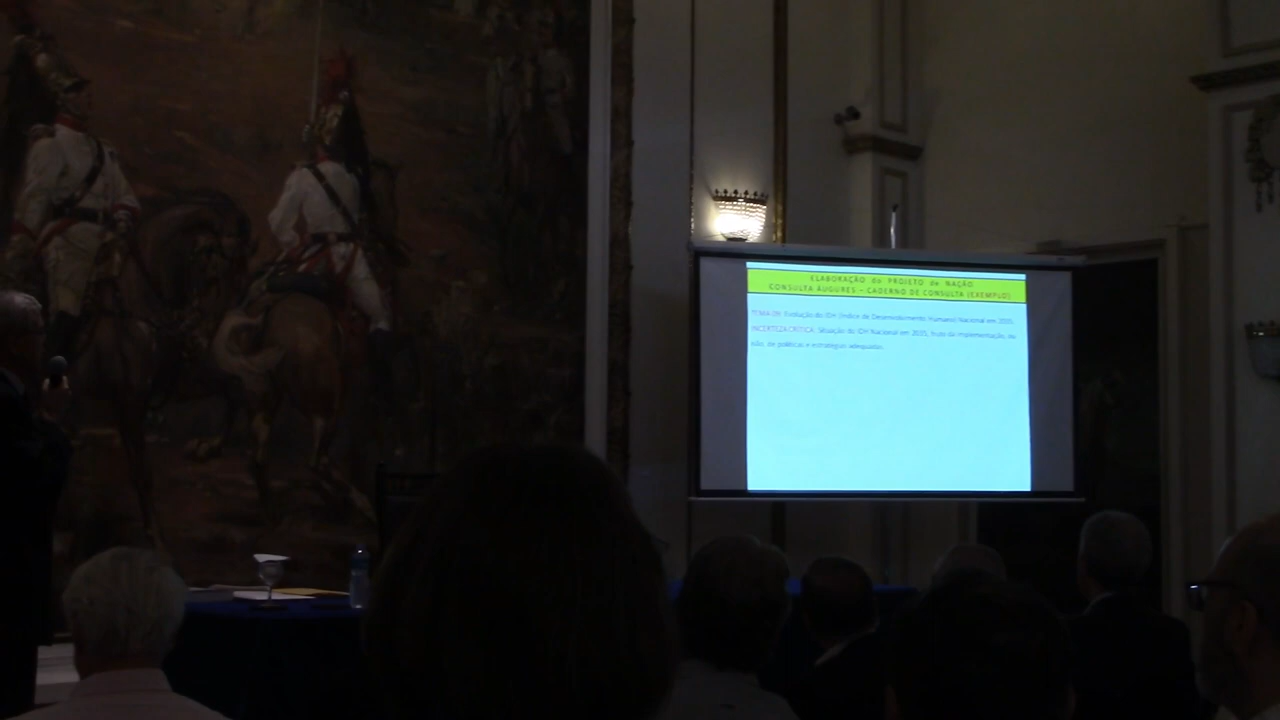 ELABORAÇÃO do PROJETO de NAÇÃO
CONSULTA ÁUGURES – CADERNO DE CONSULTA (EXEMPLO)
TEMA 09: Evolução do IDH (Índice de Desenvolvimento Humano) Nacional em 2035.
INCERTEZA CRÍTICA: Situação do IDH Nacional em 2035, fruto da implementação, ou
não, de políticas e estratégias adequadas.